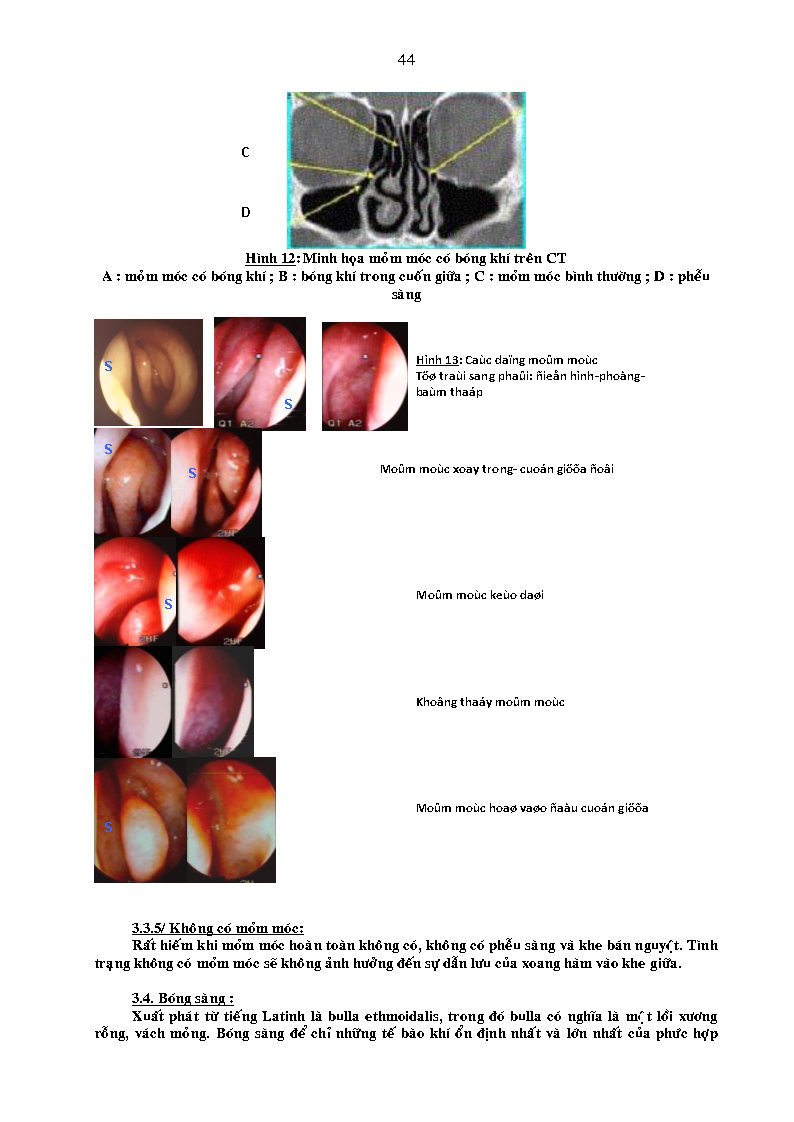 44
C
D
Hình 12: Minh họa mỏm móc có bóng khí trên CT
A : mỏm móc có bóng khí ; B : bóng khí trong cuốn giữa ; C : mỏm móc bình thường ; D : phễu
sàng
S
S
Q1 A2
Q1 A2
Hình 13: Caùc daïng moûm moùc
Töø traùi sang phaûi: ñieån hình-phoàng-
baùm thaáp
S
S
2HF
Moûm moùc xoay trong- cuoán giöõa ñoâi
S
2HF
2HF
Moûm moùc keùo daøi
2HF
Khoâng thaáy moûm moùc
S
Moûm moùc hoaø vaøo ñaàu cuoán giöõa
3.3.5/ Không có mỏm móc:
Rất hiếm khi mỏm móc hoàn toàn không có, không có phễu sàng và khe bán nguyệt. Tình
trạng không có mỏm móc sẽ không ảnh hưởng đến sự dẫn lưu của xoang hàm vào khe giữa.
3.4. Bóng sàng :
Xuất phát từ tiếng Latinh là bulla ethmoidalis, trong đó bulla có nghĩa là một lồi xương
rỗng, vách mỏng. Bóng sàng để chỉ những tế bào khí ổn định nhất và lớn nhất của phức hợp